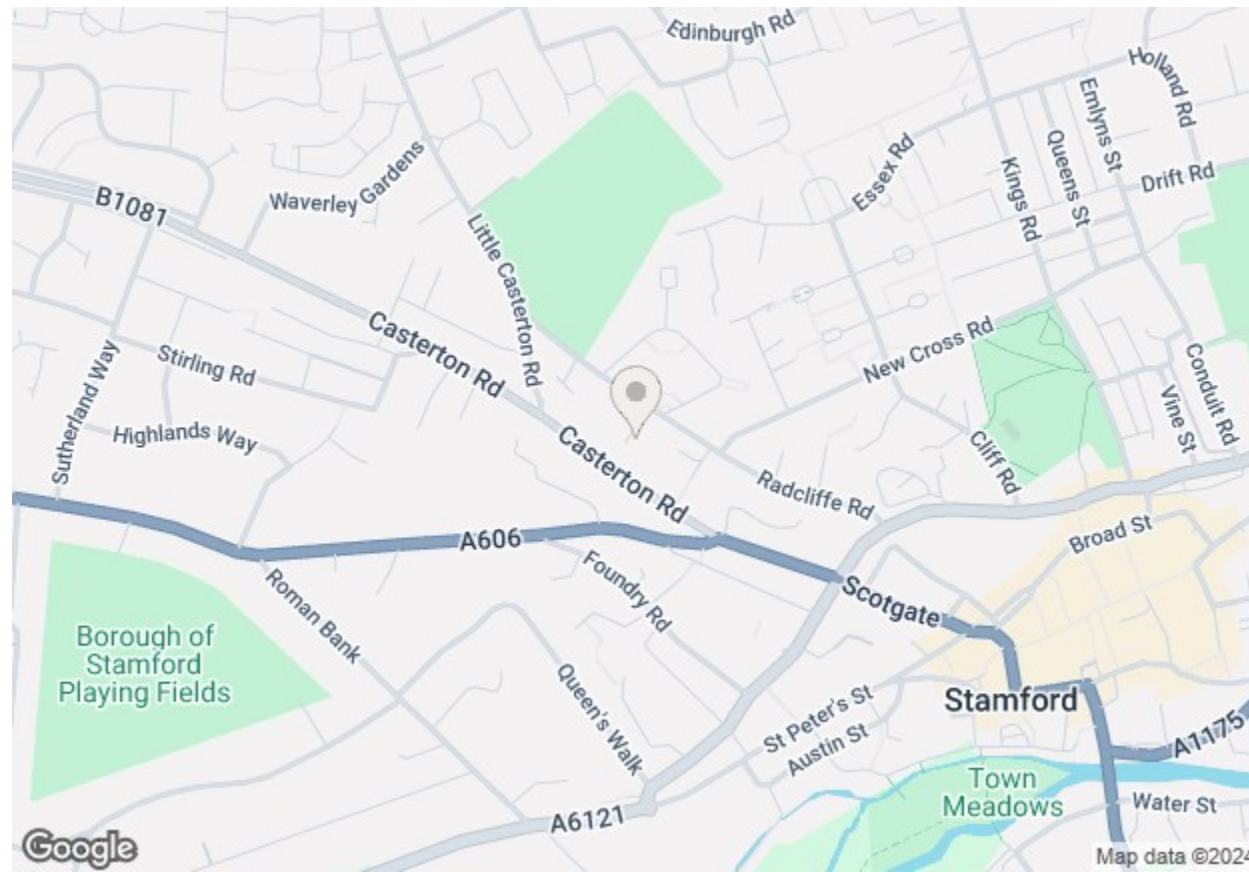 Edinburgh Rd
Holland Rd
Emlyns St
Queens St
Essex Rd
Kings Rd
Drift Rd
Waverley Gardens
B1081
Little Casterton Rd
Casterton Rd
New Cross Rd
Stirling Rd
Sutherland Way
Highlands Way
Conduit Rd
Vine St
Cliff Rd
Casterton Rd
Radcliffe Rd
A606
Broad St
Foundry Rd
Scotgate
Roman Bank
Borough of
Stamford
Playing Fields
Queen's Walk
Stamford
St Peter's St
Austin St
A1175
Town
Meadows
Water St
A6121
Google
Map data ©2024